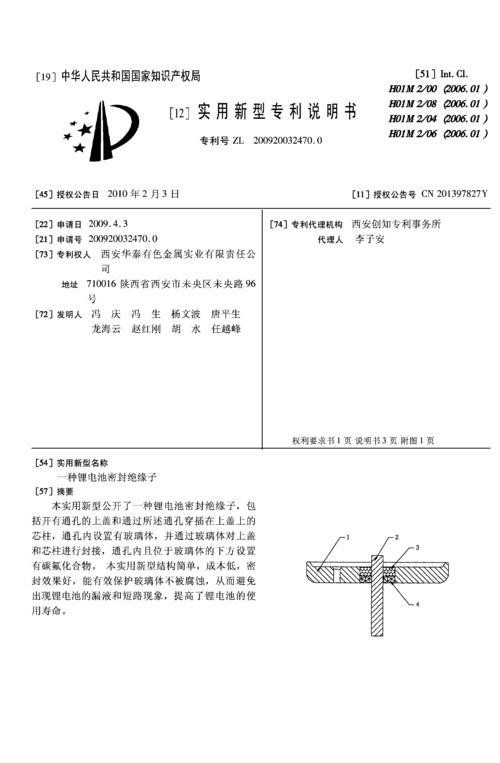 [19] 中华人民共和国国家知识产权局
[51] Int. Cl.
H01M 2/00 (2006.01)
H01M 2/08 (2006.01)
H01M 2/04 (2006.01)
H01M 2/06 (2006.01)
[12] 实用新型专利说明书
专利号 ZL 200920032470.0
[45] 授权公告日 2010 年 2 月 3 日
[11] 授权公告号 CN 201397827Y
[22] 申请日 2009.4.3
[21] 申请号 200920032470.0
[73] 专利权人 西安华泰有色金属实业有限责任公
司
地址 710016 陕西省西安市未央区未央路 96
号
[72] 发明人 冯 庆 冯 生 杨文波 唐平生
龙海云 赵红刚 胡 水 任越峰
[74] 专利代理机构 西安创知专利事务所
代理人 李子安
权利要求书 1 页 说明书 3 页 附图 1 页
[54] 实用新型名称
一种锂电池密封绝缘子
[57] 摘要
本实用新型公开了一种锂电池密封绝缘子，包
括开有通孔的上盖和通过所述通孔穿插在上盖上的
芯柱，通孔内设置有玻璃体，并通过玻璃体对上盖
和芯柱进行封接，通孔内且位于玻璃体的下方设置
有碳氟化合物。 本实用新型结构简单，成本低，密
封效果好，能有效保护玻璃体不被腐蚀，从而避免
出现锂电池的漏液和短路现象，提高了锂电池的使
用寿命。
1
2
3
4